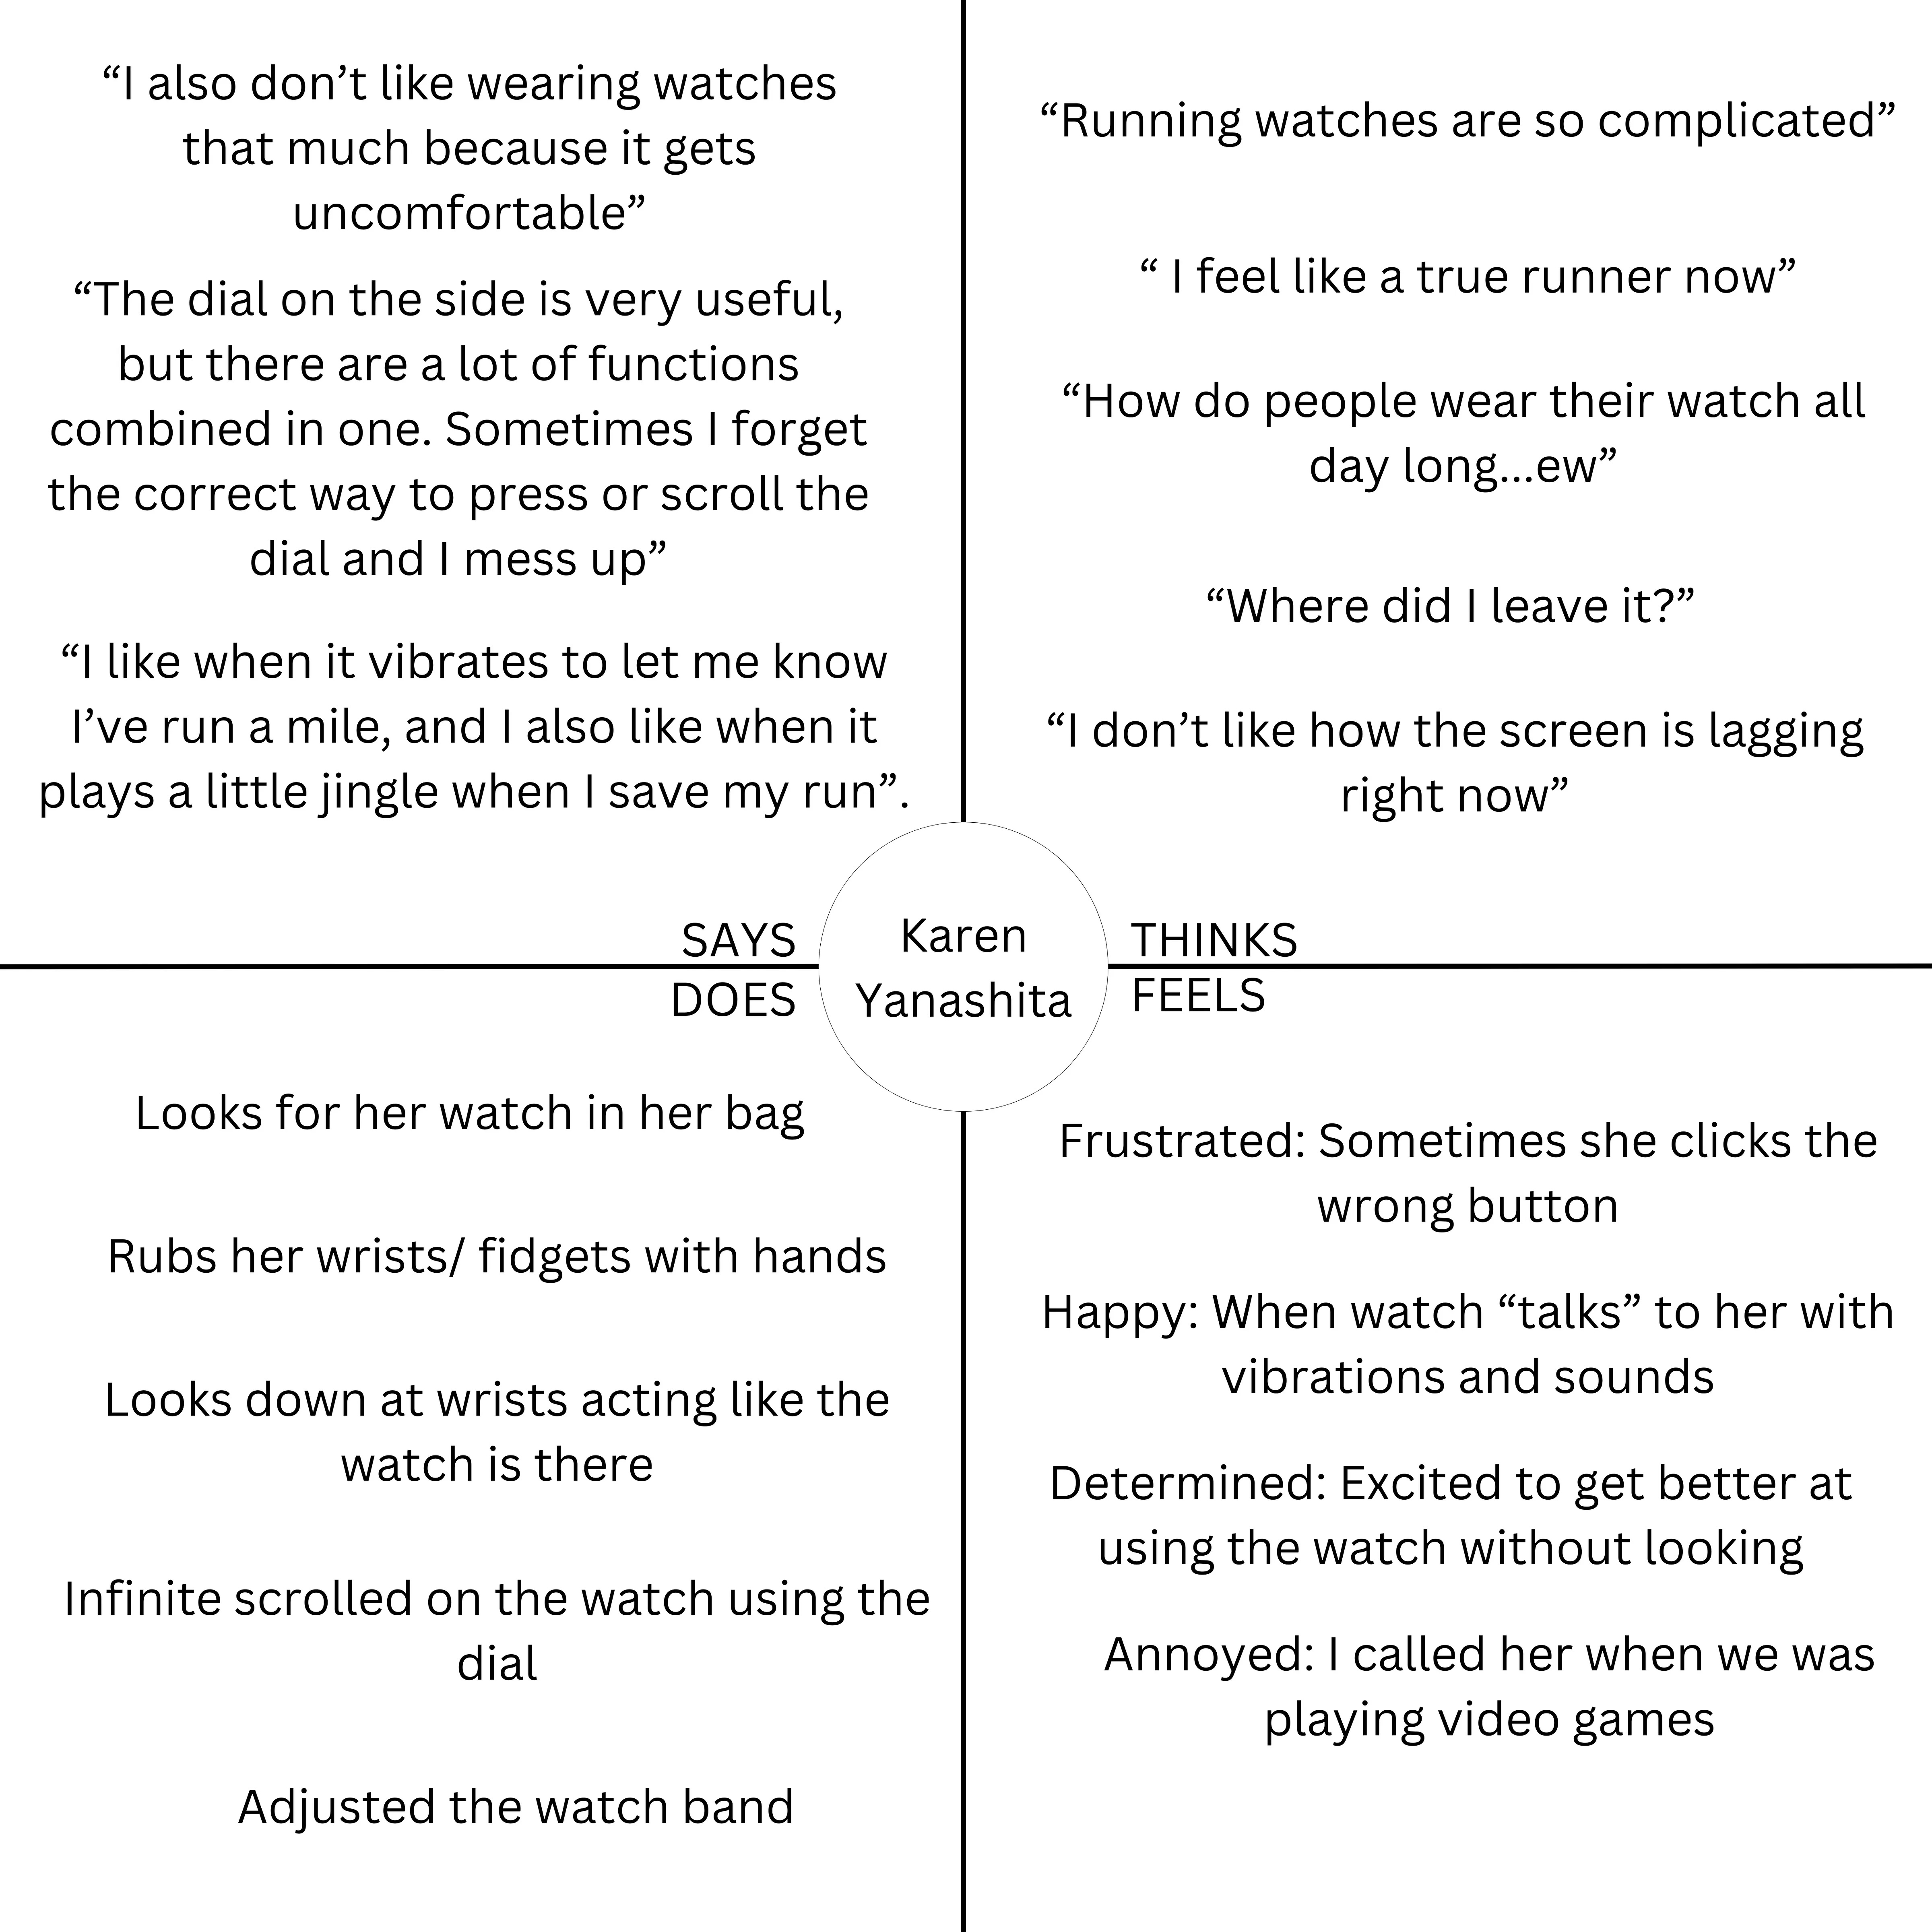 “I also don’t like wearing watches
that much because it gets
uncomfortable”
“The dial on the side is very useful,
but there are a lot of functions
combined in one. Sometimes I forget
the correct way to press or scroll the
dial and I mess up”
“I like when it vibrates to let me know
I’ve run a mile, and I also like when it
plays a little jingle when I save my run”.
SAYS
“Running watches are so complicated”
“ I feel like a true runner now”
“How do people wear their watch all
day long...ew”
“Where did I leave it?”
“I don’t like how the screen is lagging
right now”
THINKS
Karen
Yanashita
DOES
Looks for her watch in her bag
Rubs her wrists/ fidgets with hands
Looks down at wrists acting like the
watch is there
Infinite scrolled on the watch using the
dial
Adjusted the watch band
FEELS
Frustrated: Sometimes she clicks the
wrong button
Happy: When watch “talks” to her with
vibrations and sounds
Determined: Excited to get better at
using the watch without looking
Annoyed: I called her when we was
playing video games